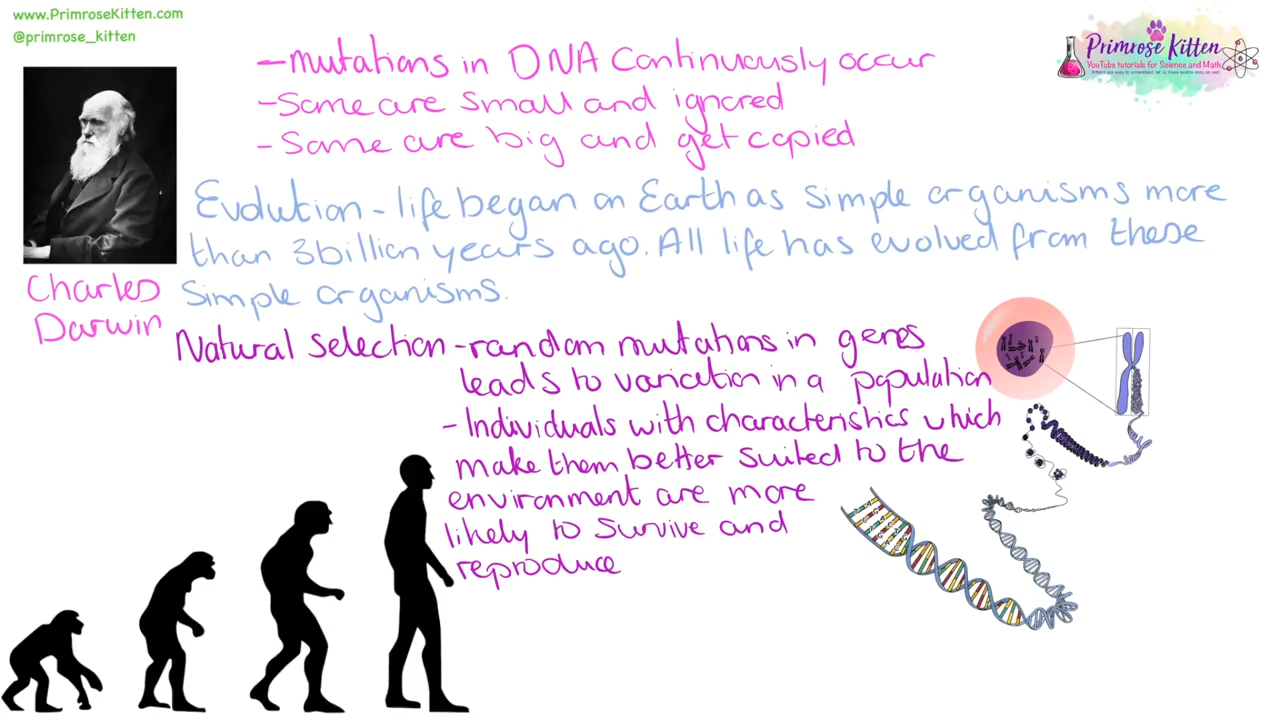 www.PrimroseKitten.com
@primrose_kitten
Primrose Kitten
YouTube tutorials for Science and Math
- mutations in DNA Continuously occur
- Some are small and ignored
- Some are big and get copied
Evolution - life began on Earth as simple organisms more
than 3billion years ago. All life has evolved from these
Simple organisms.
Charles
Darwin
Natural selection - random mutations in genes
leads to variation in a population
- Individuals with characteristics which
make them better suited to the
environment are more
likely to survive and
reproduce